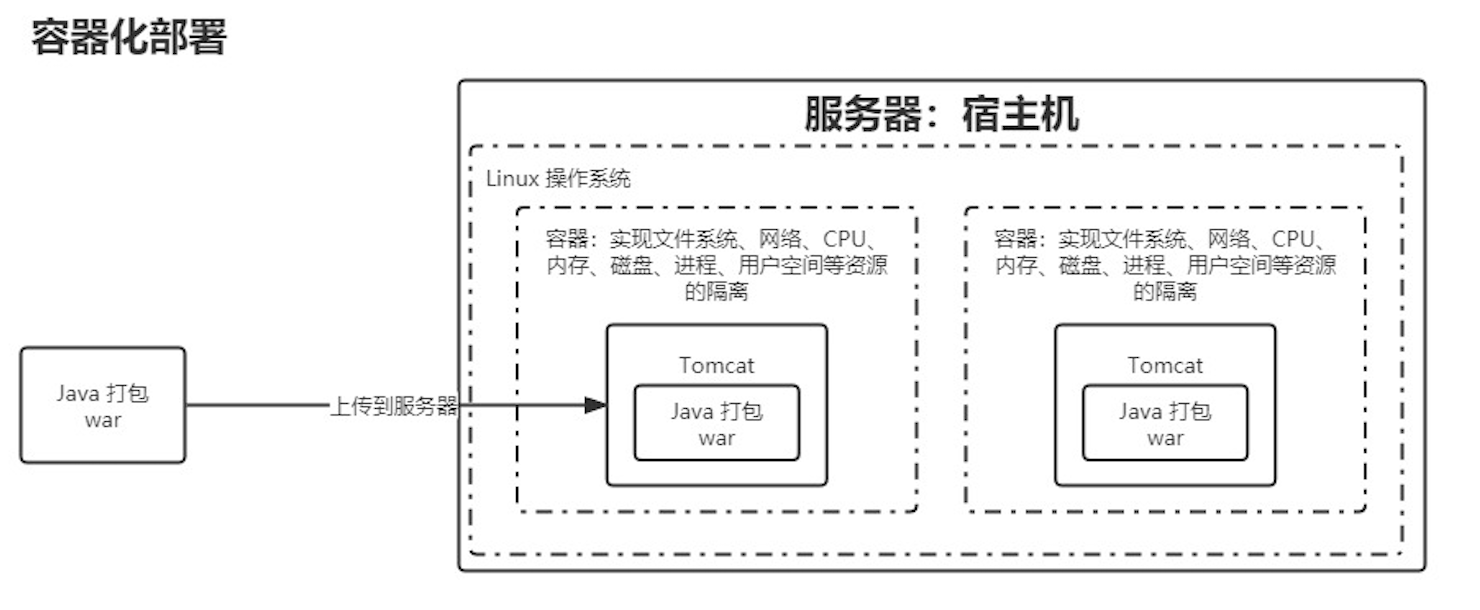 容器化部署
服务器：宿主机
Linux 操作系统
容器：实现文件系统、网络、CPU、
内存、磁盘、进程、用户空间等资源
的隔离
容器：实现文件系统、网络、CPU、
内存、磁盘、进程、用户空间等资源
的隔离
Java 打包
war
上传到服务器
Tomcat
Java 打包
war
Tomcat
Java 打包
war